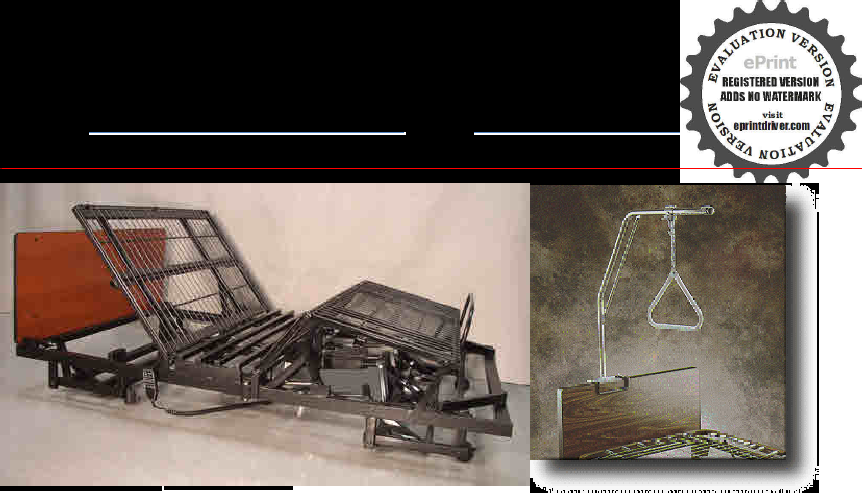 EVALUATION VERSION
ePrint
REGISTERED VERSION
ADDS NO WATERMARK
visit
eprintdriver.com
EVALUATION VERSION